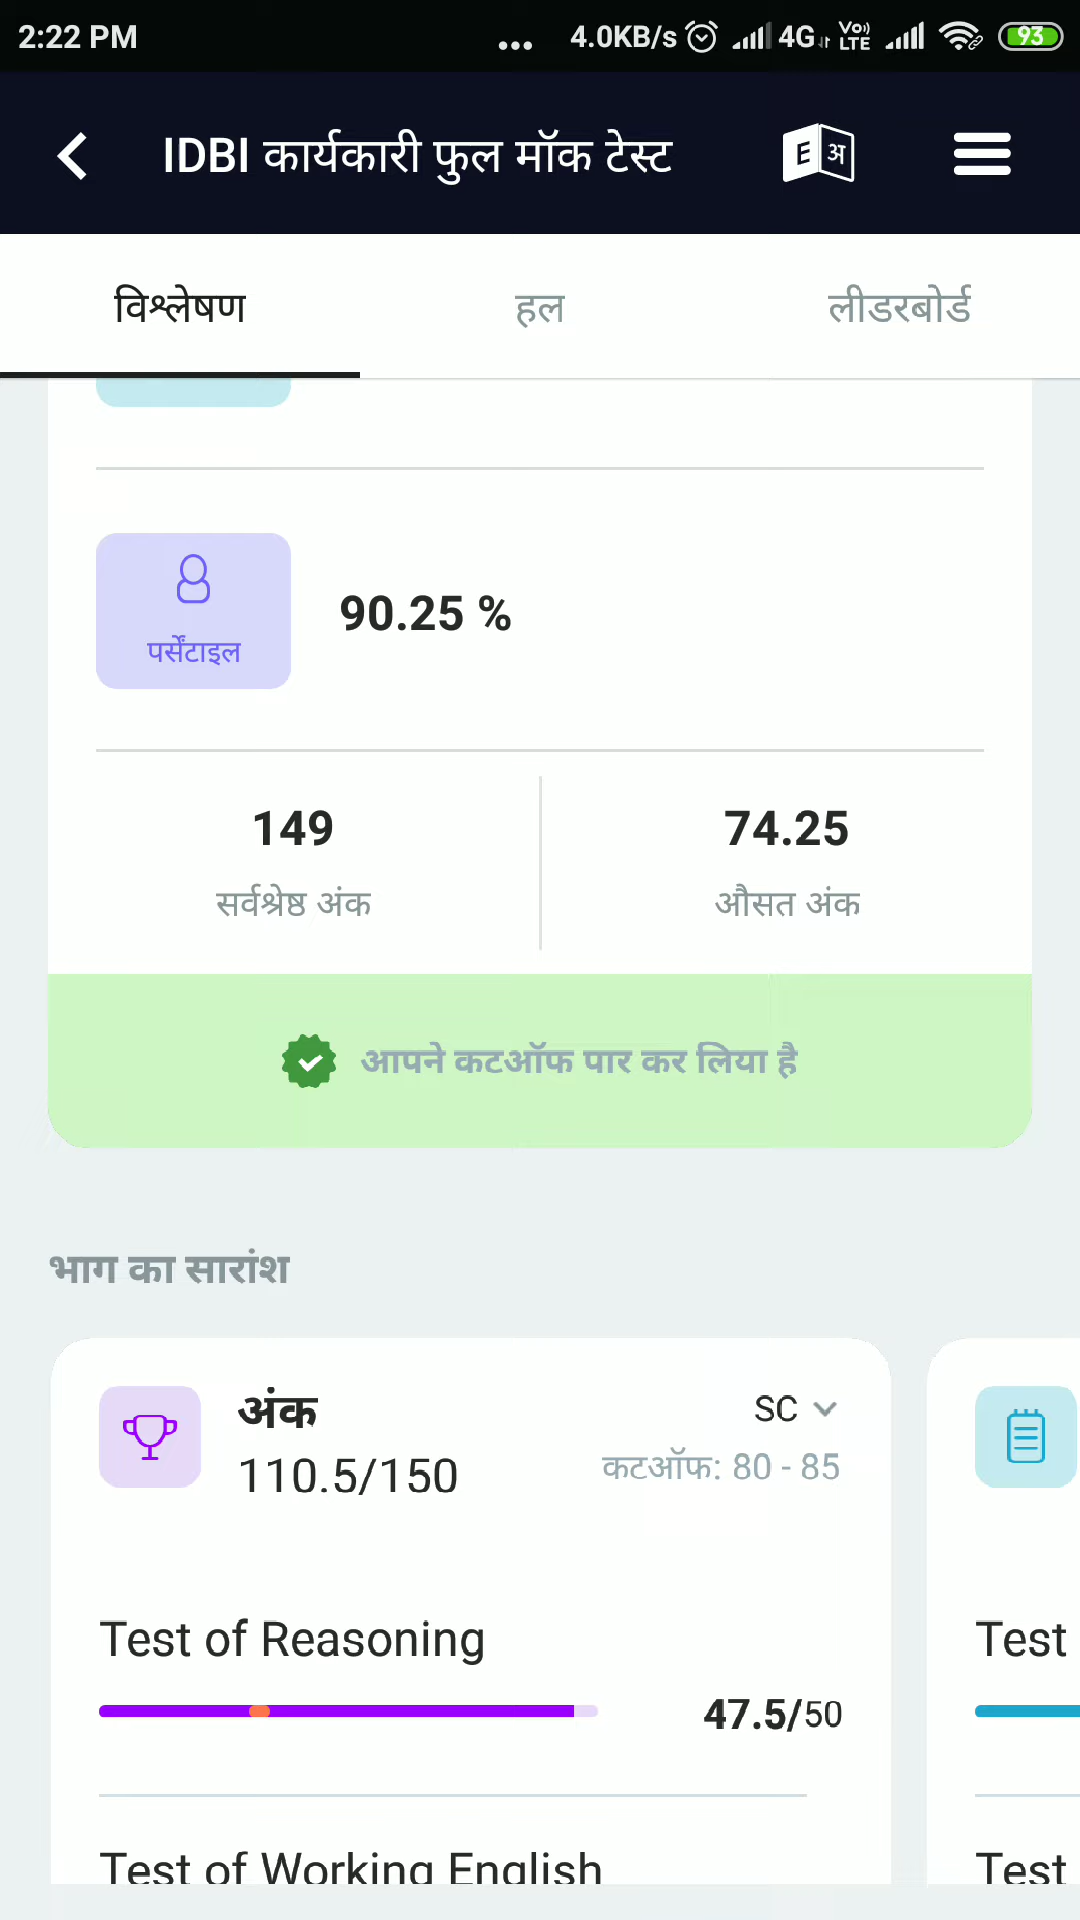 2:22 PM ... 4.0KB/s 4G VoLTE 93
IDBI कार्यकारी फुल मॉक टेस्ट E अ
विश्लेषण हल लीडरबोर्ड
पर्सेंटाइल 90.25 %
149 74.25
सर्वश्रेष्ठ अंक औसत अंक
आपने कटऑफ पार कर लिया है
भाग का सारांश
अंक SC
110.5/150 कटऑफ: 80 - 85
Test of Reasoning Test
47.5/50
Test of Working English Test